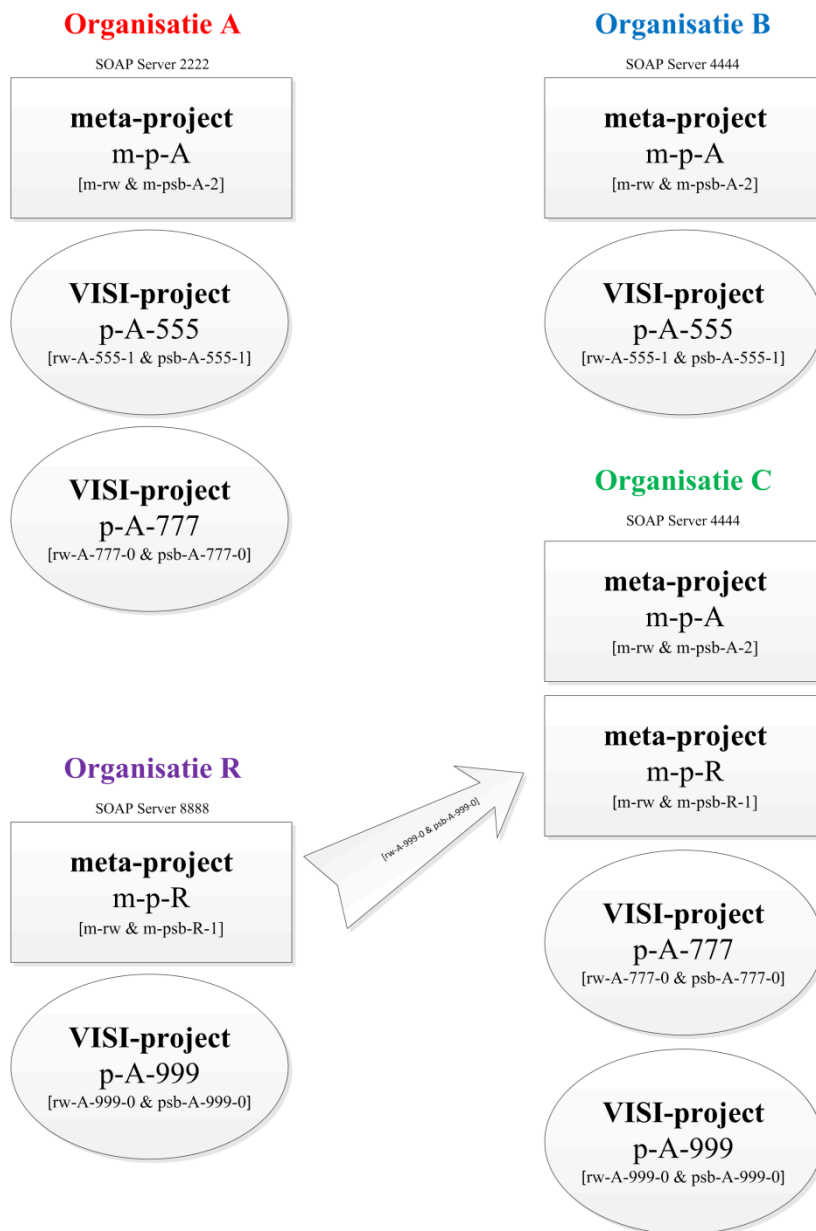 Organisatie A
SOAP Server 2222
meta-project
m-p-A
[m-rw & m-psb-A-2]
VISI-project
p-A-555
[rw-A-555-1 & psb-A-555-1]
VISI-project
p-A-777
[rw-A-777-0 & psb-A-777-0]
Organisatie B
SOAP Server 4444
meta-project
m-p-A
[m-rw & m-psb-A-2]
VISI-project
p-A-555
[rw-A-555-1 & psb-A-555-1]
Organisatie R
SOAP Server 8888
meta-project
m-p-R
[m-rw & m-psb-R-1]
VISI-project
p-A-999
[rw-A-999-0 & psb-A-999-0]
[rw-A-999-0 & psb-A-999-0]
Organisatie C
SOAP Server 4444
meta-project
m-p-A
[m-rw & m-psb-A-2]
meta-project
m-p-R
[m-rw & m-psb-R-1]
VISI-project
p-A-777
[rw-A-777-0 & psb-A-777-0]
VISI-project
p-A-999
[rw-A-999-0 & psb-A-999-0]